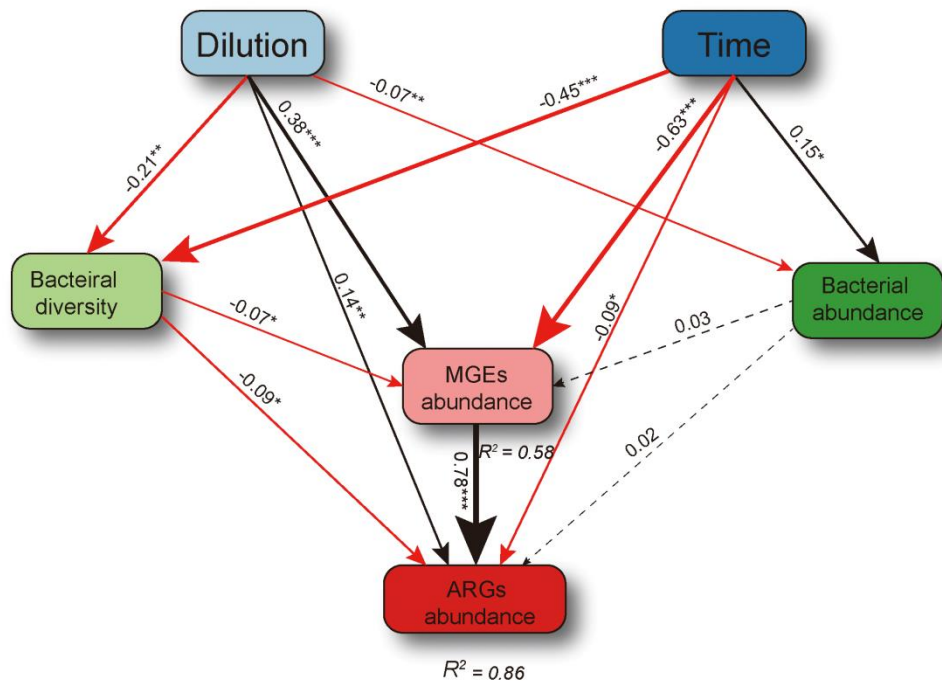 Dilution
Time
-0.07**
-0.45***
0.38***
-0.63***
0.15*
-0.21**
Bacteiral
diversity
Bacterial
abundance
0.14**
-0.07*
-0.09*
0.03
MGEs
abundance
-0.09*
R² = 0.58
0.02
0.78***
ARGs
abundance
R² = 0.86